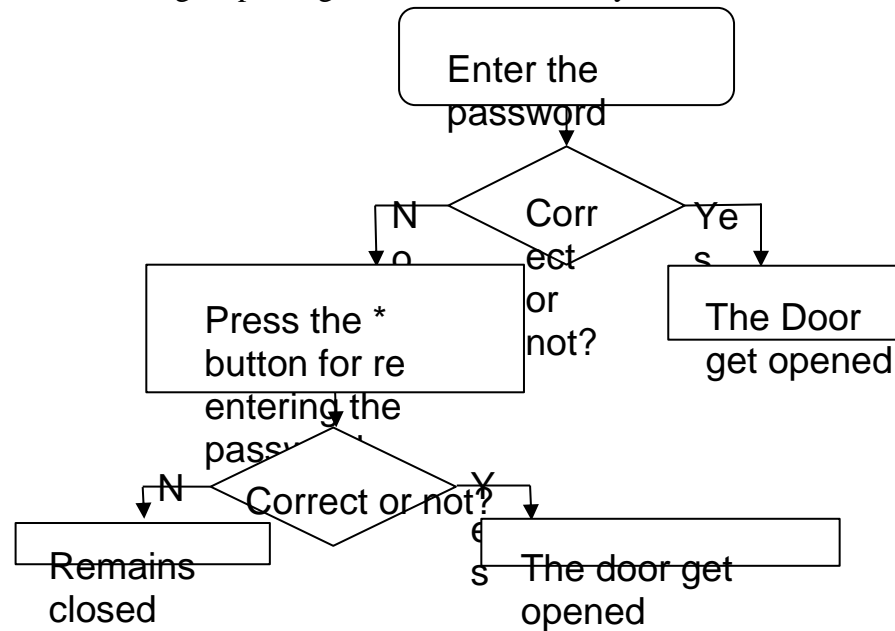 Enter the
password
N
o
Corr
ect
or
not?
Ye
s
Press the *
button for re
entering the
The Door
get opened
N
Correct or not?
Y
e
s
Remains
closed
The door get
opened